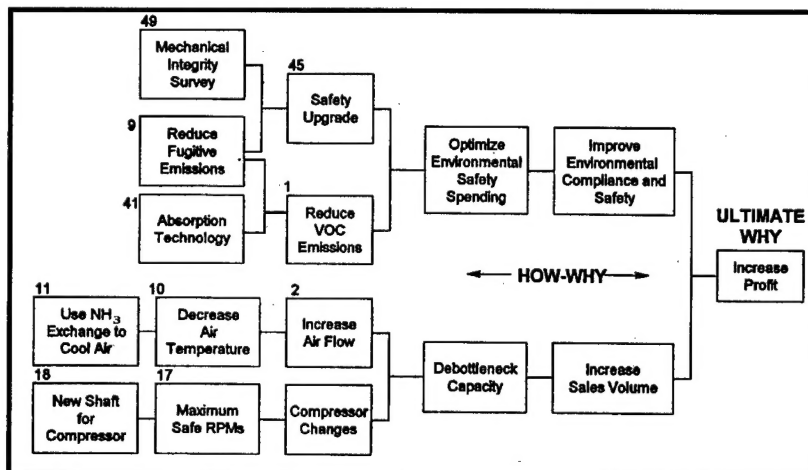 49
Mechanical
Integrity
Survey
45
Safety
Upgrade
9
Reduce
Fugitive
Emissions
Optimize
Environmental
Safety
Spending
Improve
Environmental
Compliance and
Safety
41
Absorption
Technology
1
Reduce
VOC
Emissions
ULTIMATE
WHY
Increase
Profit
HOW-WHY
11
Use NH₃
Exchange to
Cool Air
10
Decrease
Air
Temperature
2
Increase
Air Flow
Debottleneck
Capacity
Increase
Sales Volume
18
New Shaft
for
Compressor
17
Maximum
Safe RPMs
Compressor
Changes